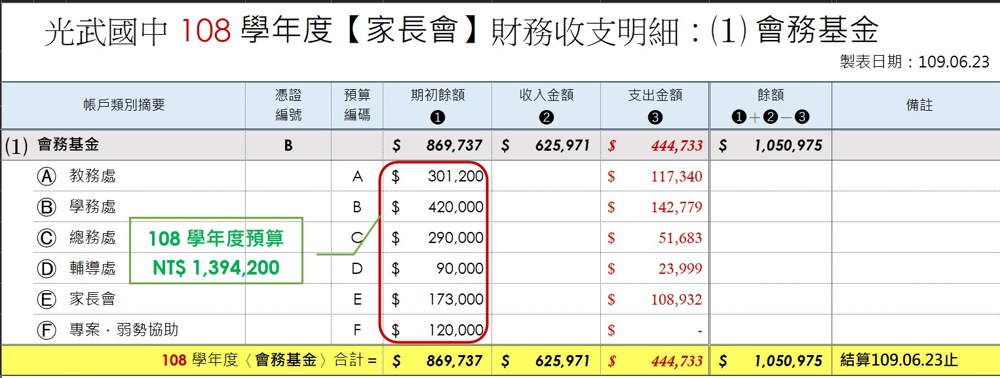 光武國中 108 學年度【家長會】財務收支明細：(1) 會務基金
製表日期：109.06.23
帳戶類別摘要 憑證編號 預算編碼 期初餘額 ❶ 收入金額 ❷ 支出金額 ❸ 餘額 ❶＋❷－❸ 備註
(1) 會務基金 B $ 869,737 $ 625,971 $ 444,733 $ 1,050,975
Ⓐ 教務處 A $ 301,200 $ 117,340
Ⓑ 學務處 B $ 420,000 $ 142,779
Ⓒ 總務處 C $ 290,000 $ 51,683
Ⓓ 輔導處 D $ 90,000 $ 23,999
Ⓔ 家長會 E $ 173,000 $ 108,932
Ⓕ 專案．弱勢協助 F $ 120,000 $ -
108 學年度預算
NT$ 1,394,200
108 學年度〈會務基金〉合計= $ 869,737 $ 625,971 $ 444,733 $ 1,050,975 結算109.06.23止